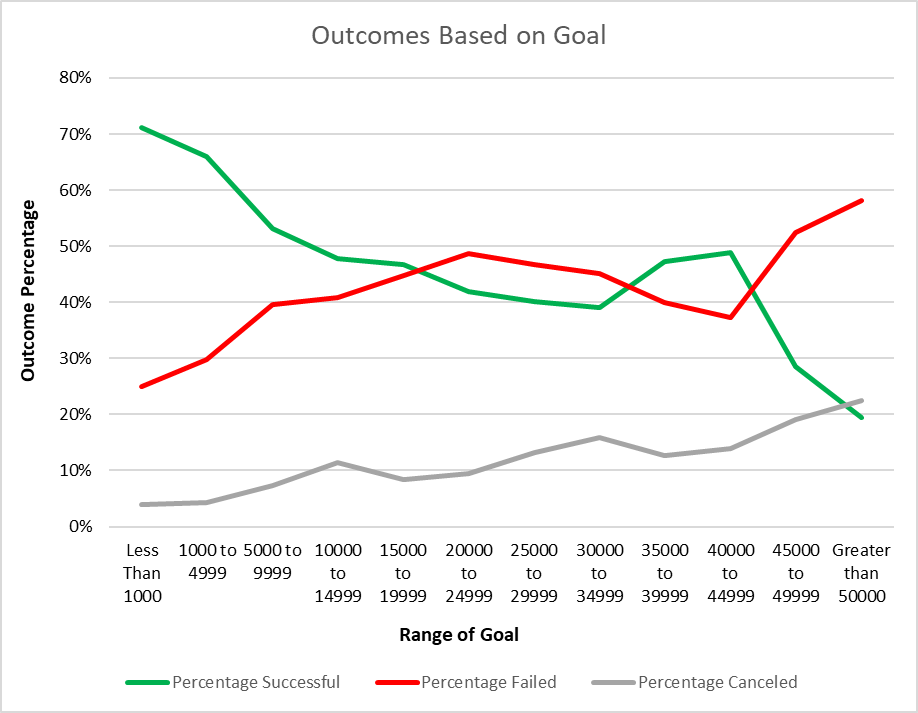 Outcomes Based on Goal
80%
70%
60%
50%
40%
30%
20%
10%
0%
Outcome Percentage
Less Than 1000
1000 to 4999
5000 to 9999
10000 to 14999
15000 to 19999
20000 to 24999
25000 to 29999
30000 to 34999
35000 to 39999
40000 to 44999
45000 to 49999
Greater than 50000
Range of Goal
Percentage Successful
Percentage Failed
Percentage Canceled